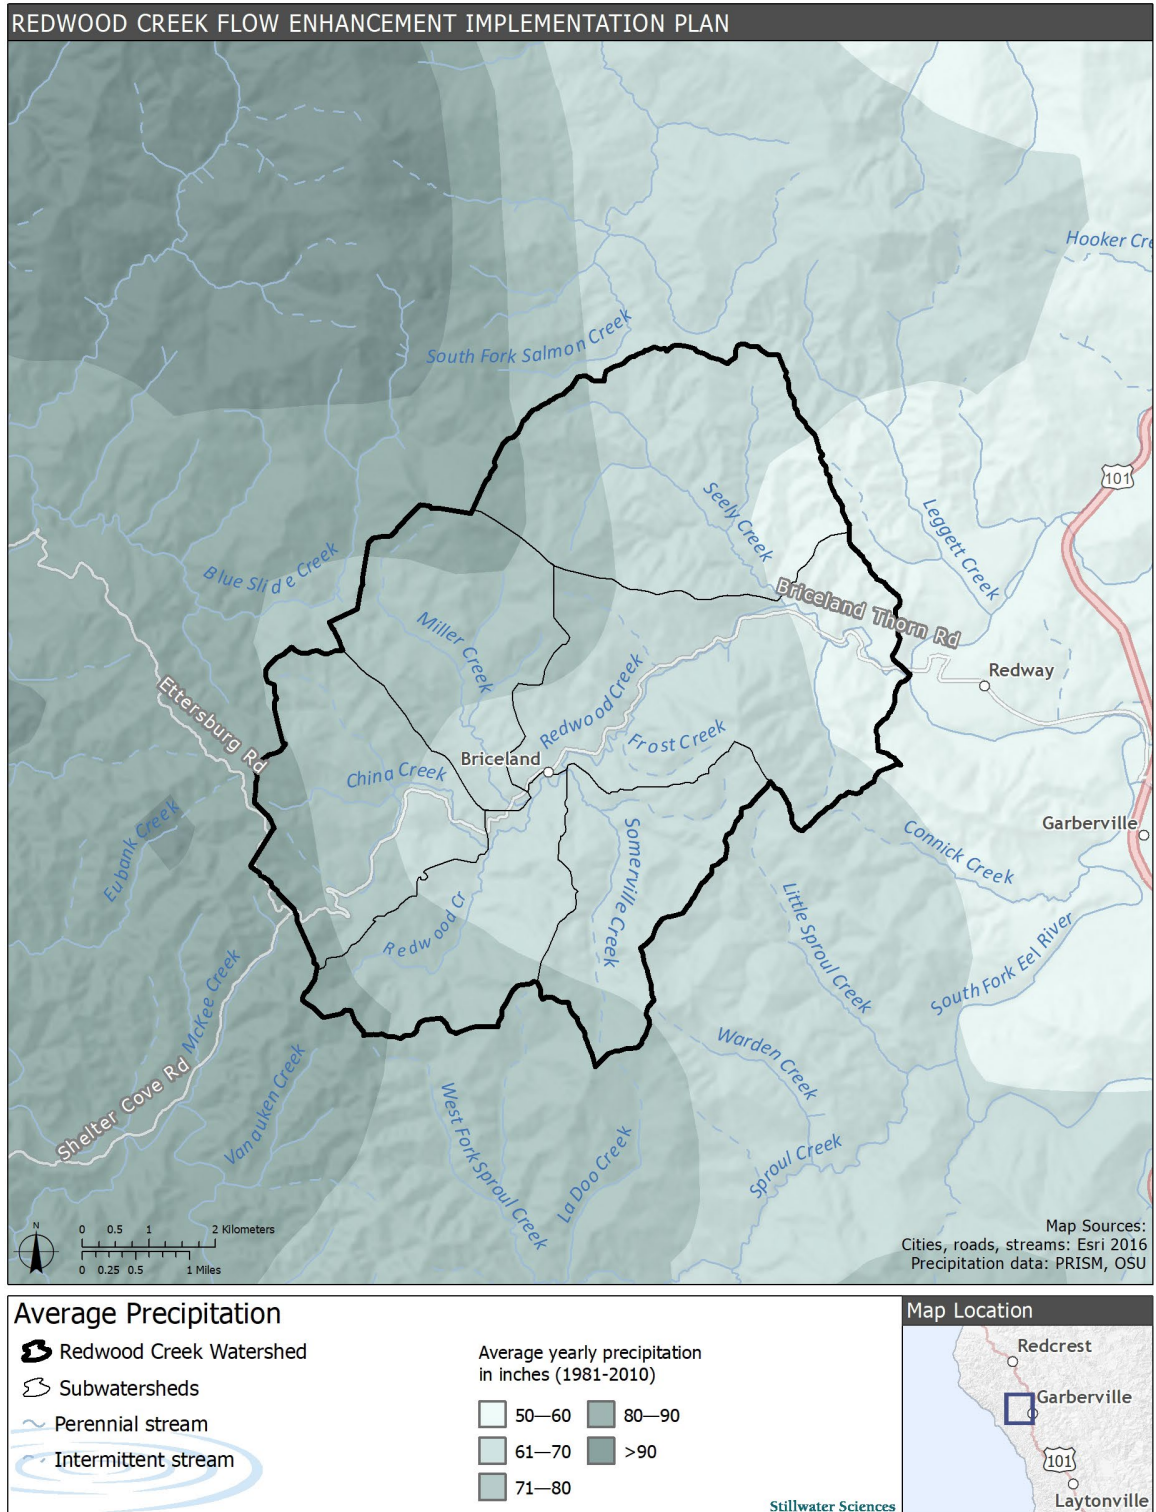 REDWOOD CREEK FLOW ENHANCEMENT IMPLEMENTATION PLAN
Hooker Cre
South Fork Salmon Creek
101
Seely Creek
Leggett Creek
Blue Slide Creek
Briceland Thorn Rd
Miller Creek
Redwood Creek
Redway
Ettersburg Rd
Frost Creek
Briceland
China Creek
Garberville
Eubank Creek
Somerville Creek
Connick Creek
Redwood Cr
Little Sproul Creek
McKee Creek
South Fork Eel River
Warden Creek
Shelter Cove Rd
Vanauken Creek
West Fork Sproul Creek
La Doo Creek
Sproul Creek
N
0 0.5 1 2 Kilometers
0 0.25 0.5 1 Miles
Map Sources:
Cities, roads, streams: Esri 2016
Precipitation data: PRISM, OSU
Average Precipitation
Redwood Creek Watershed
Subwatersheds
Perennial stream
Intermittent stream
Average yearly precipitation
in inches (1981-2010)
50—60
61—70
71—80
80—90
>90
Stillwater Sciences
Map Location
Redcrest
Garberville
101
Laytonville